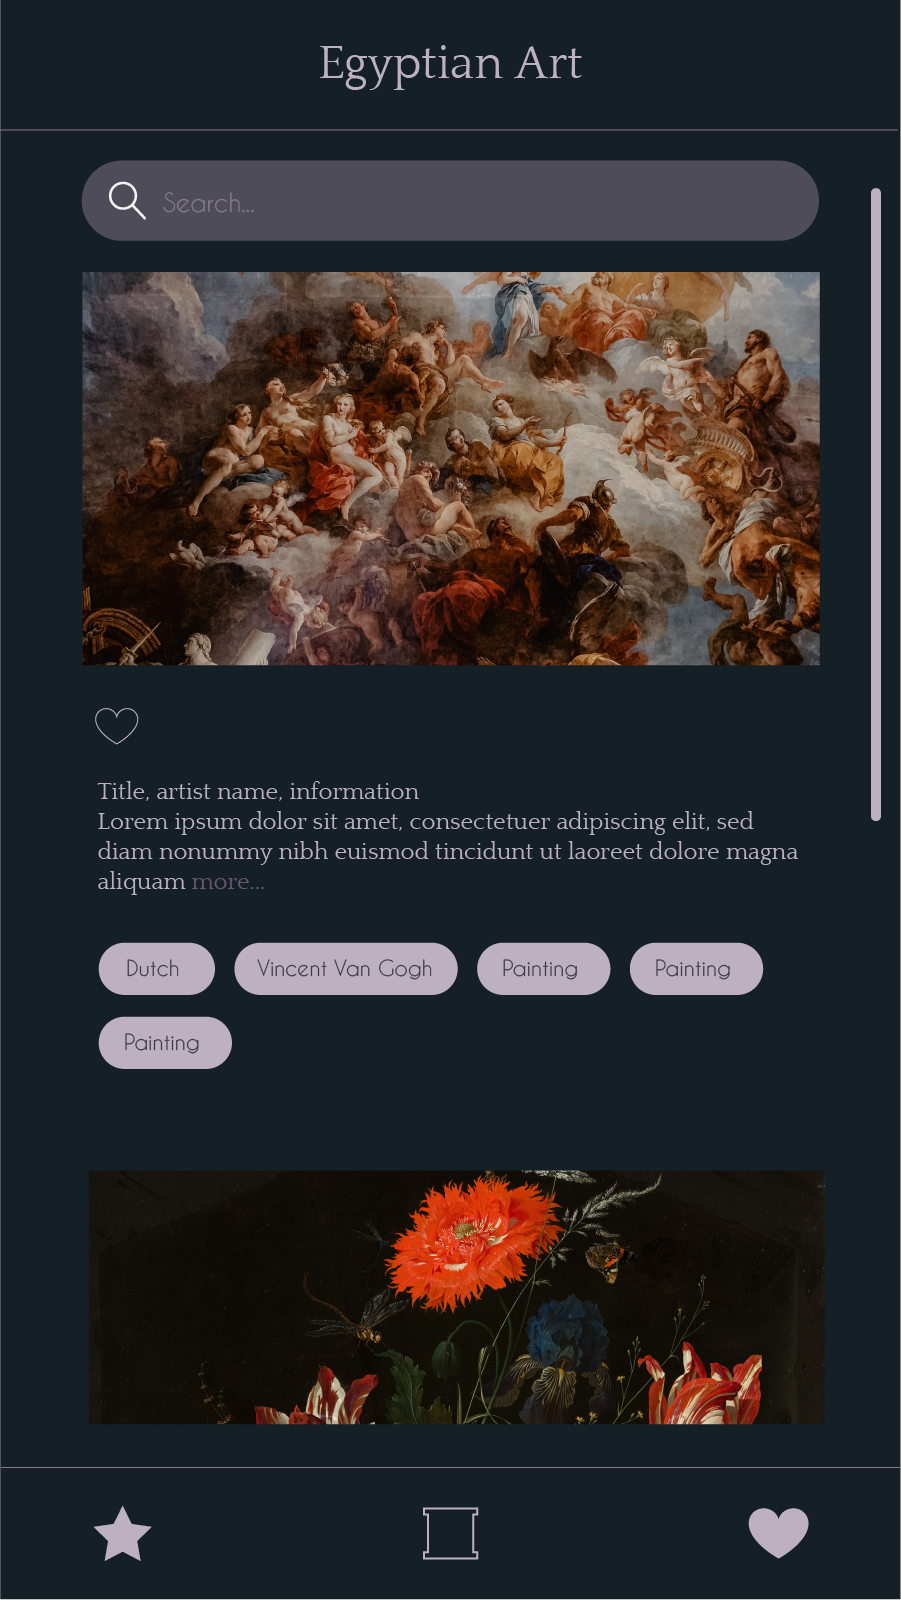 Egyptian Art
Search...
Title, artist name, information
Lorem ipsum dolor sit amet, consectetuer adipiscing elit, sed
diam nonummy nibh euismod tincidunt ut laoreet dolore magna
aliquam more...
Dutch
Vincent Van Gogh
Painting
Painting
Painting